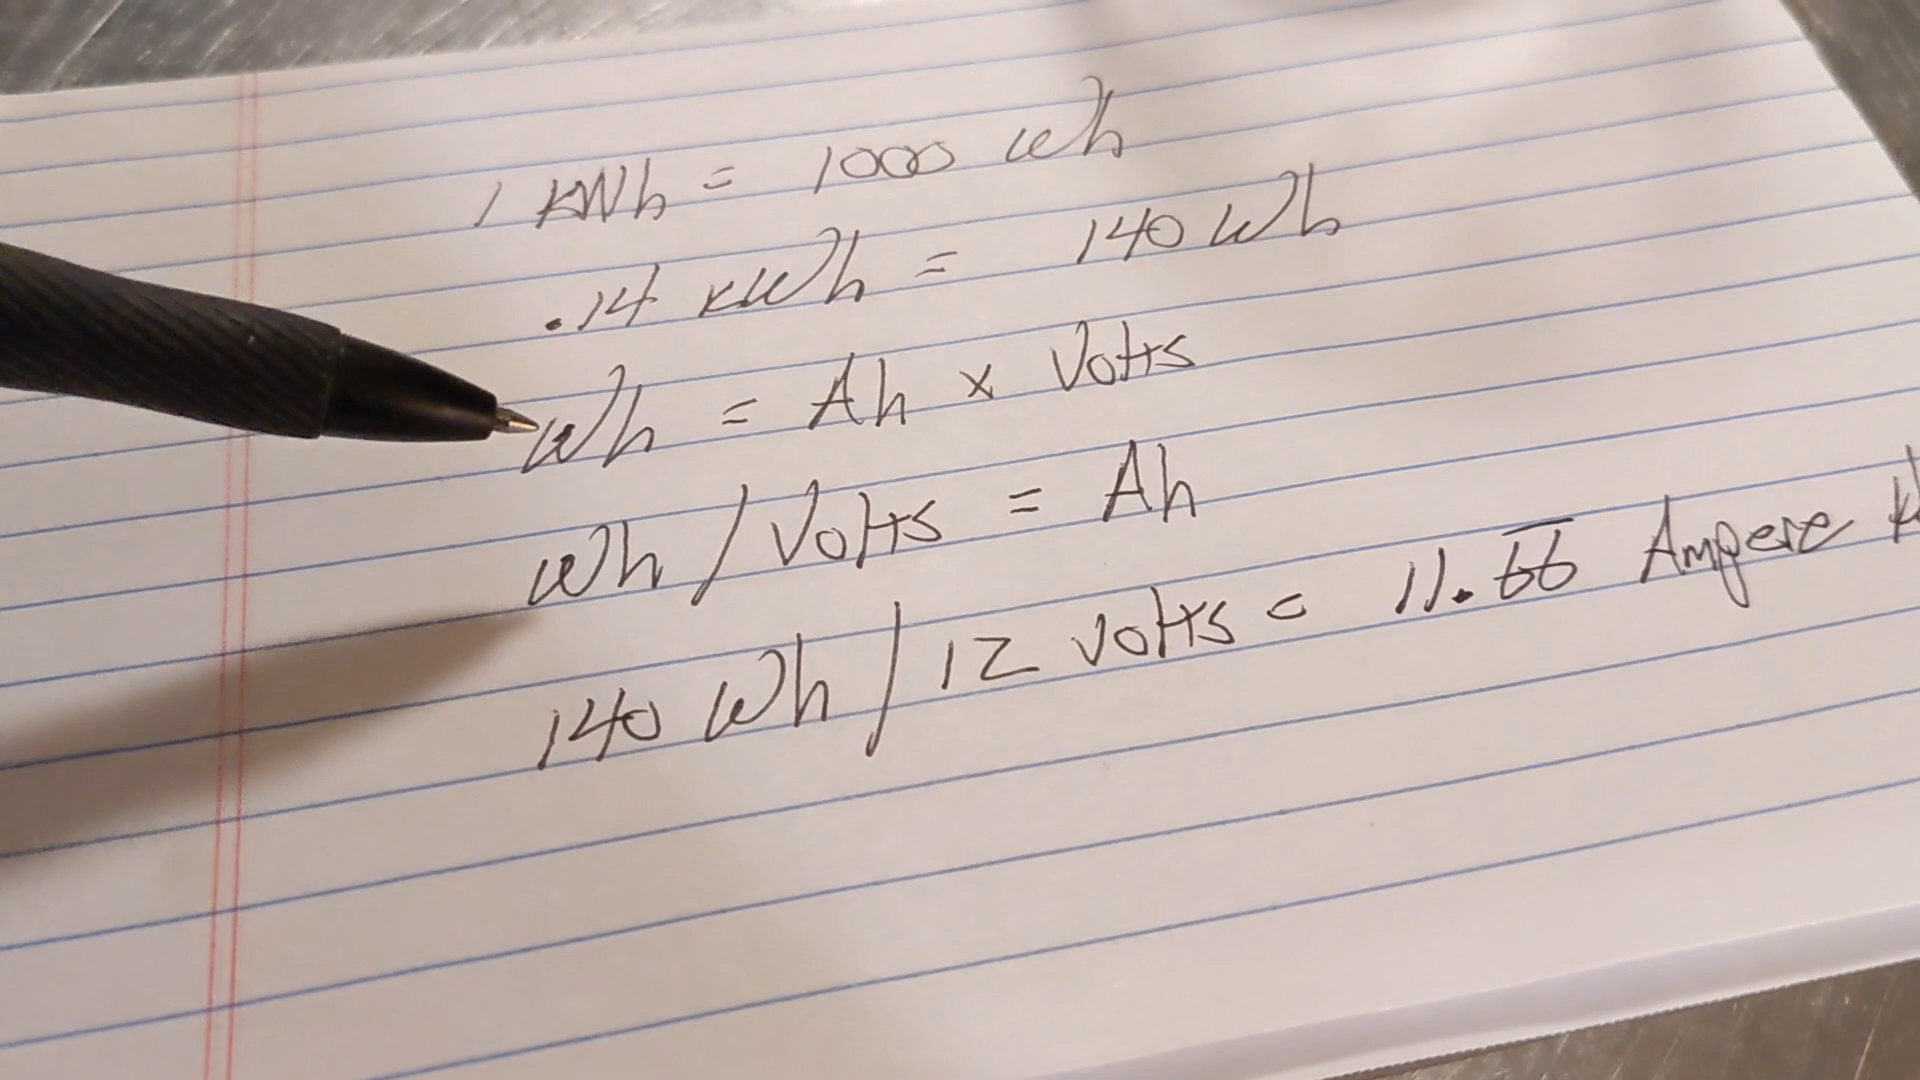 1 kWh = 1000 Wh
.14 kWh = 140 Wh
Wh = Ah x Volts
Wh / Volts = Ah
140 Wh / 12 volts = 11.66 Ampere